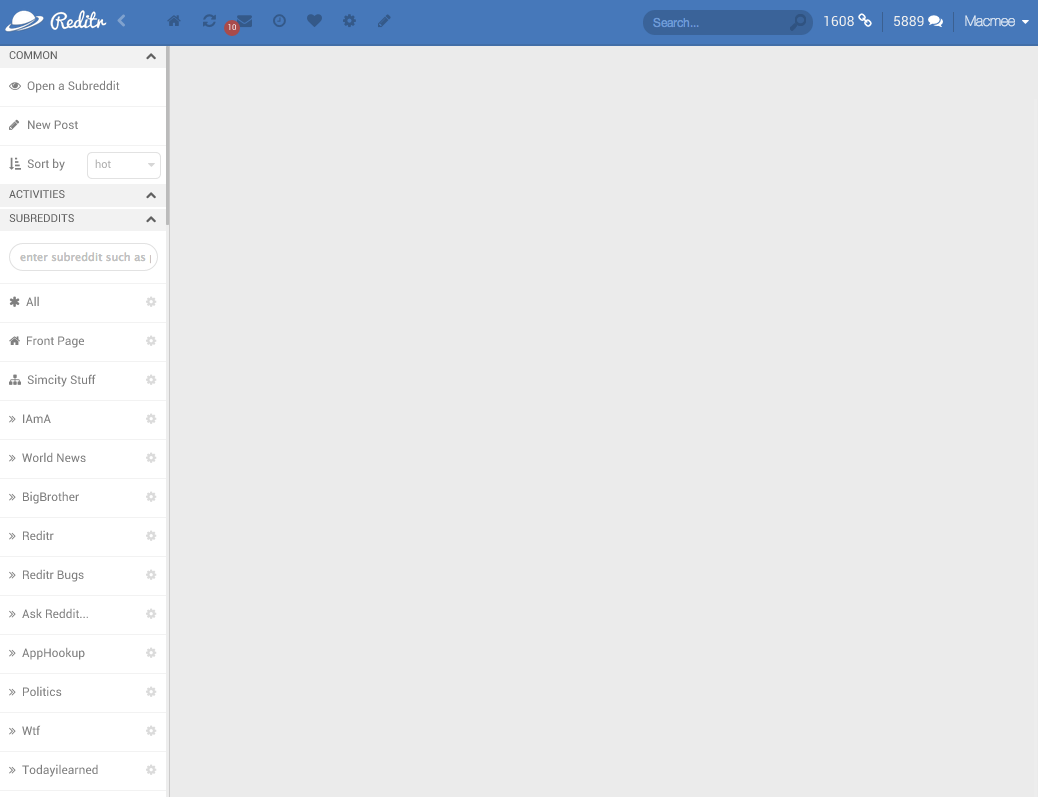 Reditr
10
Search...
1608
5889
Macmee
COMMON
Open a Subreddit
New Post
Sort by
hot
ACTIVITIES
SUBREDDITS
enter subreddit such as
All
Front Page
Simcity Stuff
IAmA
World News
BigBrother
Reditr
Reditr Bugs
Ask Reddit...
AppHookup
Politics
Wtf
Todayilearned